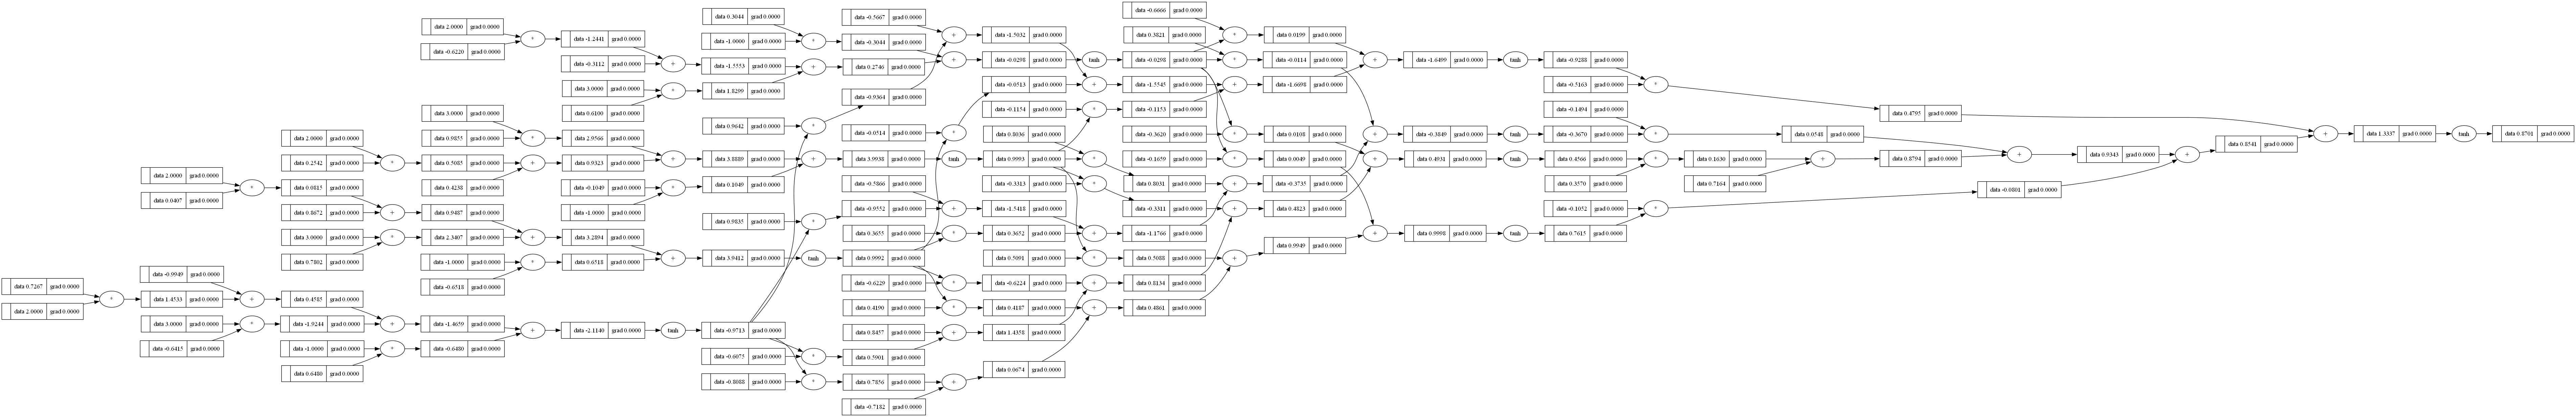 data 0.7267 grad 0.0000
data 2.0000 grad 0.0000
*
data 2.0000 grad 0.0000
data 0.0407 grad 0.0000
data -0.9949 grad 0.0000
data 1.4533 grad 0.0000
data 3.0000 grad 0.0000
data -0.6415 grad 0.0000
*
+
*
data 2.0000 grad 0.0000
data 0.2542 grad 0.0000
data 0.0815 grad 0.0000
data 0.8672 grad 0.0000
data 3.0000 grad 0.0000
data 0.7802 grad 0.0000
data 0.4585 grad 0.0000
data -1.9244 grad 0.0000
data -1.0000 grad 0.0000
data 0.6480 grad 0.0000
*
+
*
+
*
data 2.0000 grad 0.0000
data -0.6220 grad 0.0000
data 3.0000 grad 0.0000
data 0.9855 grad 0.0000
data 0.5085 grad 0.0000
data 0.4238 grad 0.0000
data 0.9487 grad 0.0000
data 2.3407 grad 0.0000
data -1.0000 grad 0.0000
data -0.6518 grad 0.0000
data -1.4659 grad 0.0000
data -0.6480 grad 0.0000
*
*
+
+
*
+
data -1.2441 grad 0.0000
data -0.3112 grad 0.0000
data 3.0000 grad 0.0000
data 0.6100 grad 0.0000
data 2.9566 grad 0.0000
data 0.9323 grad 0.0000
data -0.1049 grad 0.0000
data -1.0000 grad 0.0000
data 3.2894 grad 0.0000
data 0.6518 grad 0.0000
data -2.1140 grad 0.0000
+
*
+
*
+
tanh
data 0.3044 grad 0.0000
data -1.0000 grad 0.0000
data -1.5553 grad 0.0000
data 1.8299 grad 0.0000
data 0.9642 grad 0.0000
data 3.8889 grad 0.0000
data 0.1049 grad 0.0000
data 0.9835 grad 0.0000
data 3.9412 grad 0.0000
data -0.9713 grad 0.0000
data -0.6075 grad 0.0000
data -0.8088 grad 0.0000
*
+
*
+
*
tanh
*
*
data -0.5667 grad 0.0000
data -0.3044 grad 0.0000
data 0.2746 grad 0.0000
data -0.9364 grad 0.0000
data -0.0514 grad 0.0000
data 3.9938 grad 0.0000
data -0.5866 grad 0.0000
data -0.9552 grad 0.0000
data 0.3655 grad 0.0000
data 0.9992 grad 0.0000
data -0.6229 grad 0.0000
data 0.4190 grad 0.0000
data 0.8457 grad 0.0000
data 0.5901 grad 0.0000
data 0.7856 grad 0.0000
data -0.7182 grad 0.0000
+
+
*
tanh
+
*
*
*
+
+
data -1.5032 grad 0.0000
data -0.0298 grad 0.0000
data -0.0513 grad 0.0000
data -0.1154 grad 0.0000
data 0.8036 grad 0.0000
data 0.9993 grad 0.0000
data -0.3313 grad 0.0000
data -1.5418 grad 0.0000
data 0.3652 grad 0.0000
data 0.5091 grad 0.0000
data -0.6224 grad 0.0000
data 0.4187 grad 0.0000
data 1.4358 grad 0.0000
data 0.0674 grad 0.0000
tanh
+
*
*
*
+
*
+
+
data -0.6666 grad 0.0000
data 0.3821 grad 0.0000
data -0.0298 grad 0.0000
data -1.5545 grad 0.0000
data -0.1153 grad 0.0000
data -0.3620 grad 0.0000
data -0.1659 grad 0.0000
data 0.8031 grad 0.0000
data -0.3311 grad 0.0000
data -1.1766 grad 0.0000
data 0.5088 grad 0.0000
data 0.8134 grad 0.0000
data 0.4861 grad 0.0000
*
*
+
*
*
+
+
+
data 0.0199 grad 0.0000
data -0.0114 grad 0.0000
data -1.6698 grad 0.0000
data 0.0108 grad 0.0000
data 0.0049 grad 0.0000
data -0.3735 grad 0.0000
data 0.4823 grad 0.0000
data 0.9949 grad 0.0000
+
+
+
+
data -1.6499 grad 0.0000
data -0.3849 grad 0.0000
data 0.4931 grad 0.0000
data 0.9998 grad 0.0000
tanh
tanh
tanh
tanh
data -0.9288 grad 0.0000
data -0.5163 grad 0.0000
data -0.1494 grad 0.0000
data -0.3670 grad 0.0000
data 0.4566 grad 0.0000
data 0.3570 grad 0.0000
data -0.1052 grad 0.0000
data 0.7615 grad 0.0000
*
*
*
*
data 0.1630 grad 0.0000
data 0.7164 grad 0.0000
data 0.0548 grad 0.0000
+
data 0.4795 grad 0.0000
data 0.8794 grad 0.0000
data -0.0801 grad 0.0000
+
data 0.9343 grad 0.0000
+
data 0.8541 grad 0.0000
+
data 1.3337 grad 0.0000
tanh
data 0.8701 grad 0.0000